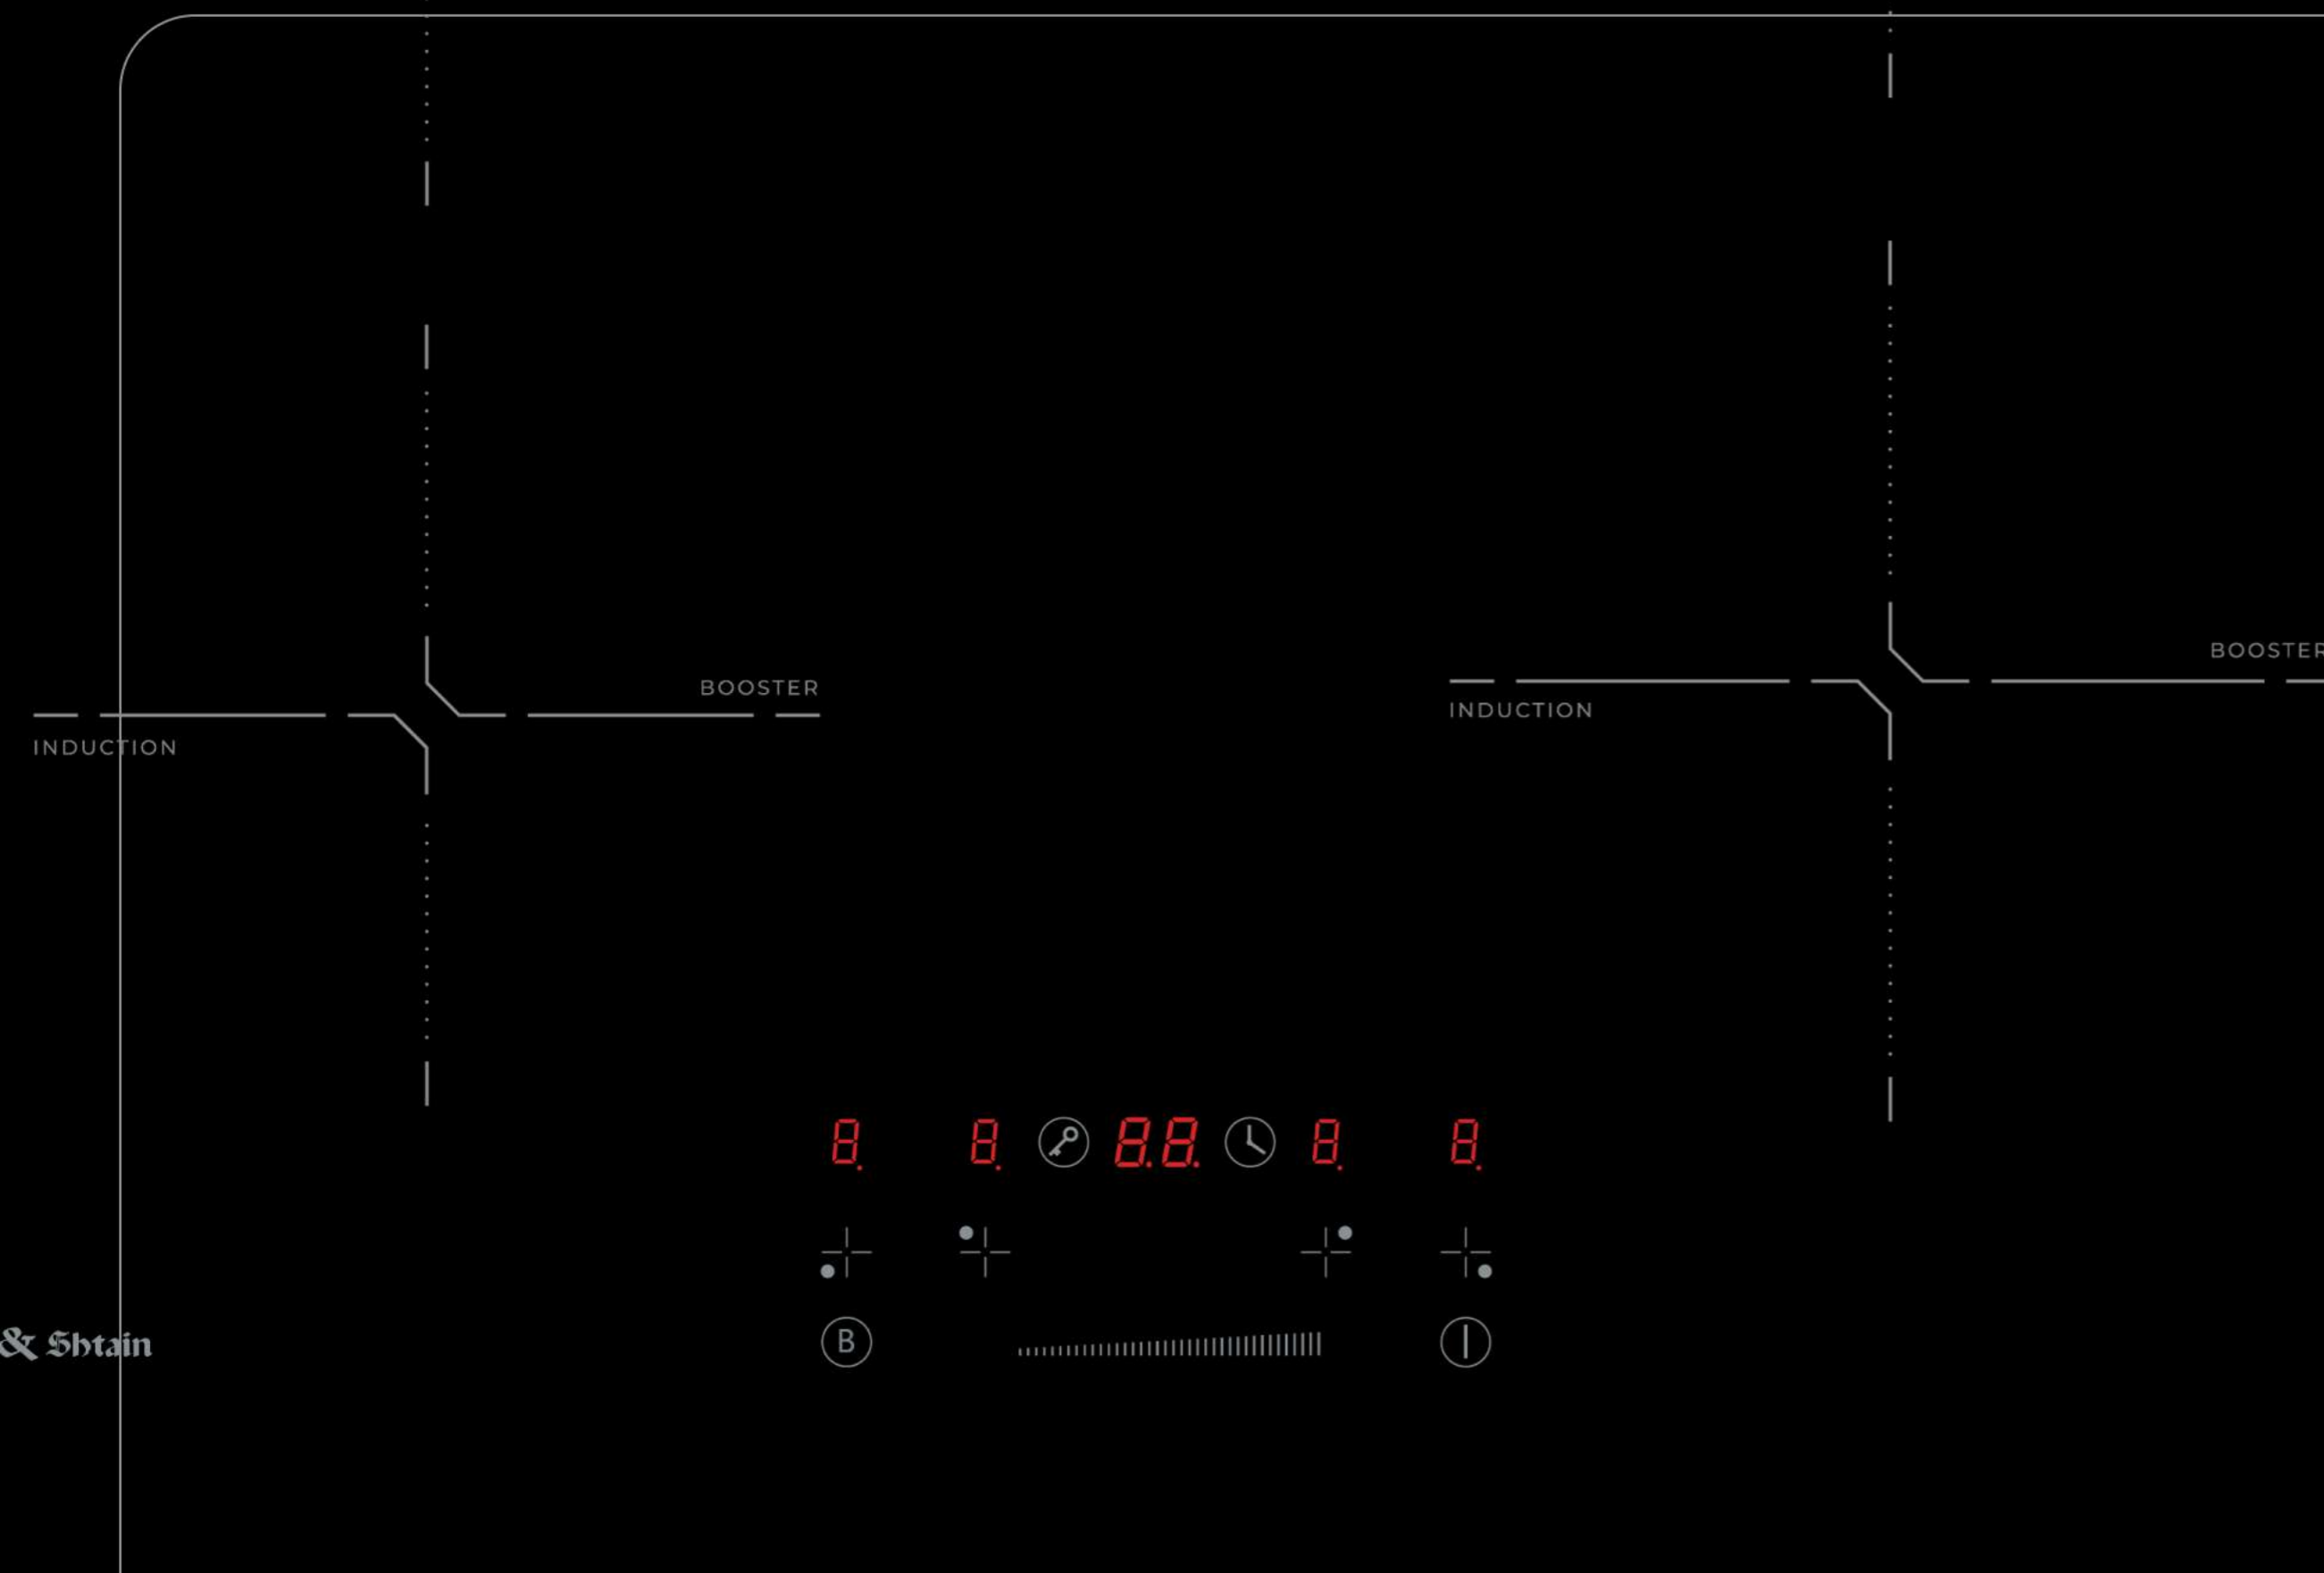 BOOSTER
BOOSTER
INDUCTION
INDUCTION
8. 8. 8.8. 8. 8.
& Shtain
B